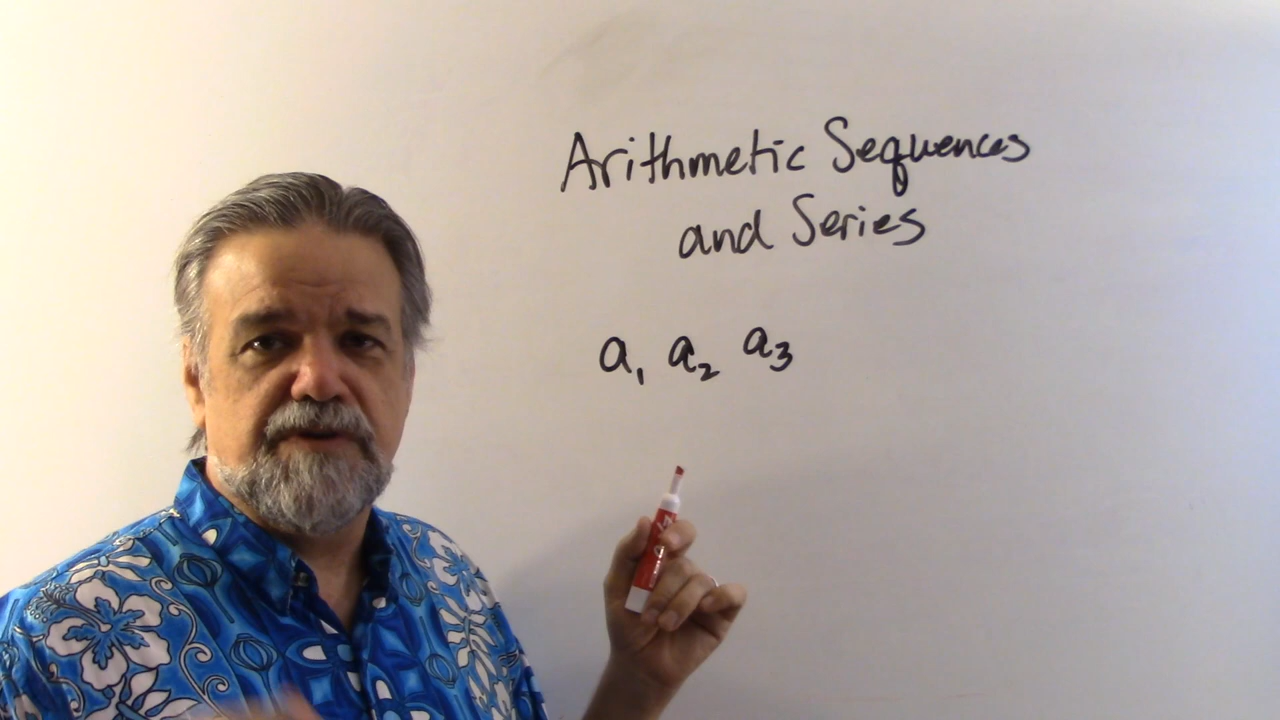 Arithmetic Sequences
and Series
a₁ a₂ a₃